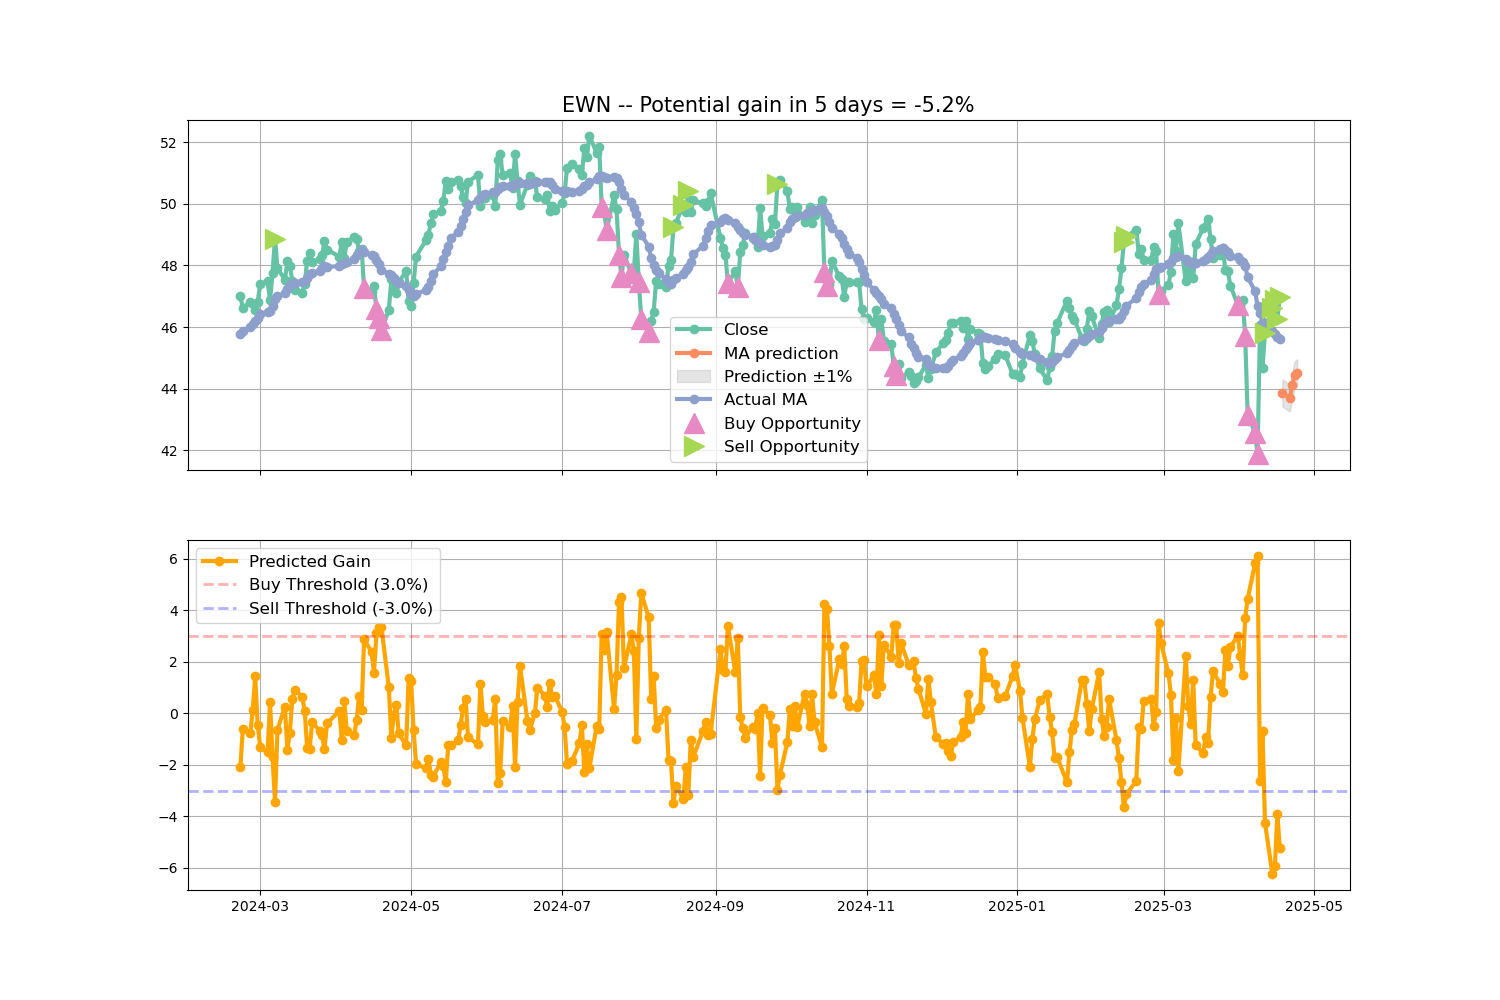 EWN -- Potential gain in 5 days = -5.2%
52
50
48
46
44
42
Close
MA prediction
Prediction ±1%
Actual MA
Buy Opportunity
Sell Opportunity
6
4
2
0
−2
−4
−6
Predicted Gain
Buy Threshold (3.0%)
Sell Threshold (-3.0%)
2024-03 2024-05 2024-07 2024-09 2024-11 2025-01 2025-03 2025-05